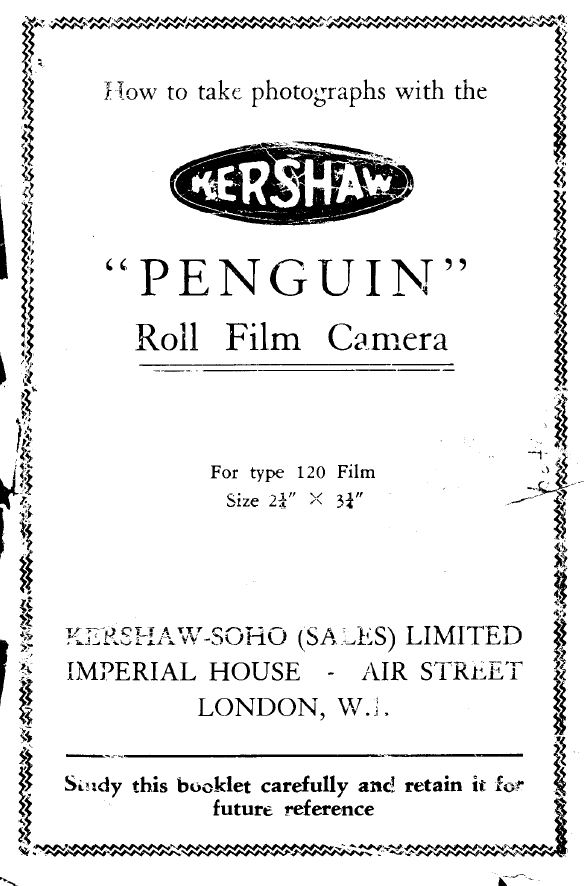 How to take photographs with the
KERSHAW
“PENGUIN”
Roll Film Camera
For type 120 Film
Size 2¼″ × 3¼″
KERSHAW-SOHO (SALES) LIMITED
IMPERIAL HOUSE - AIR STREET
LONDON, W.1.
Study this booklet carefully and retain it for
future reference